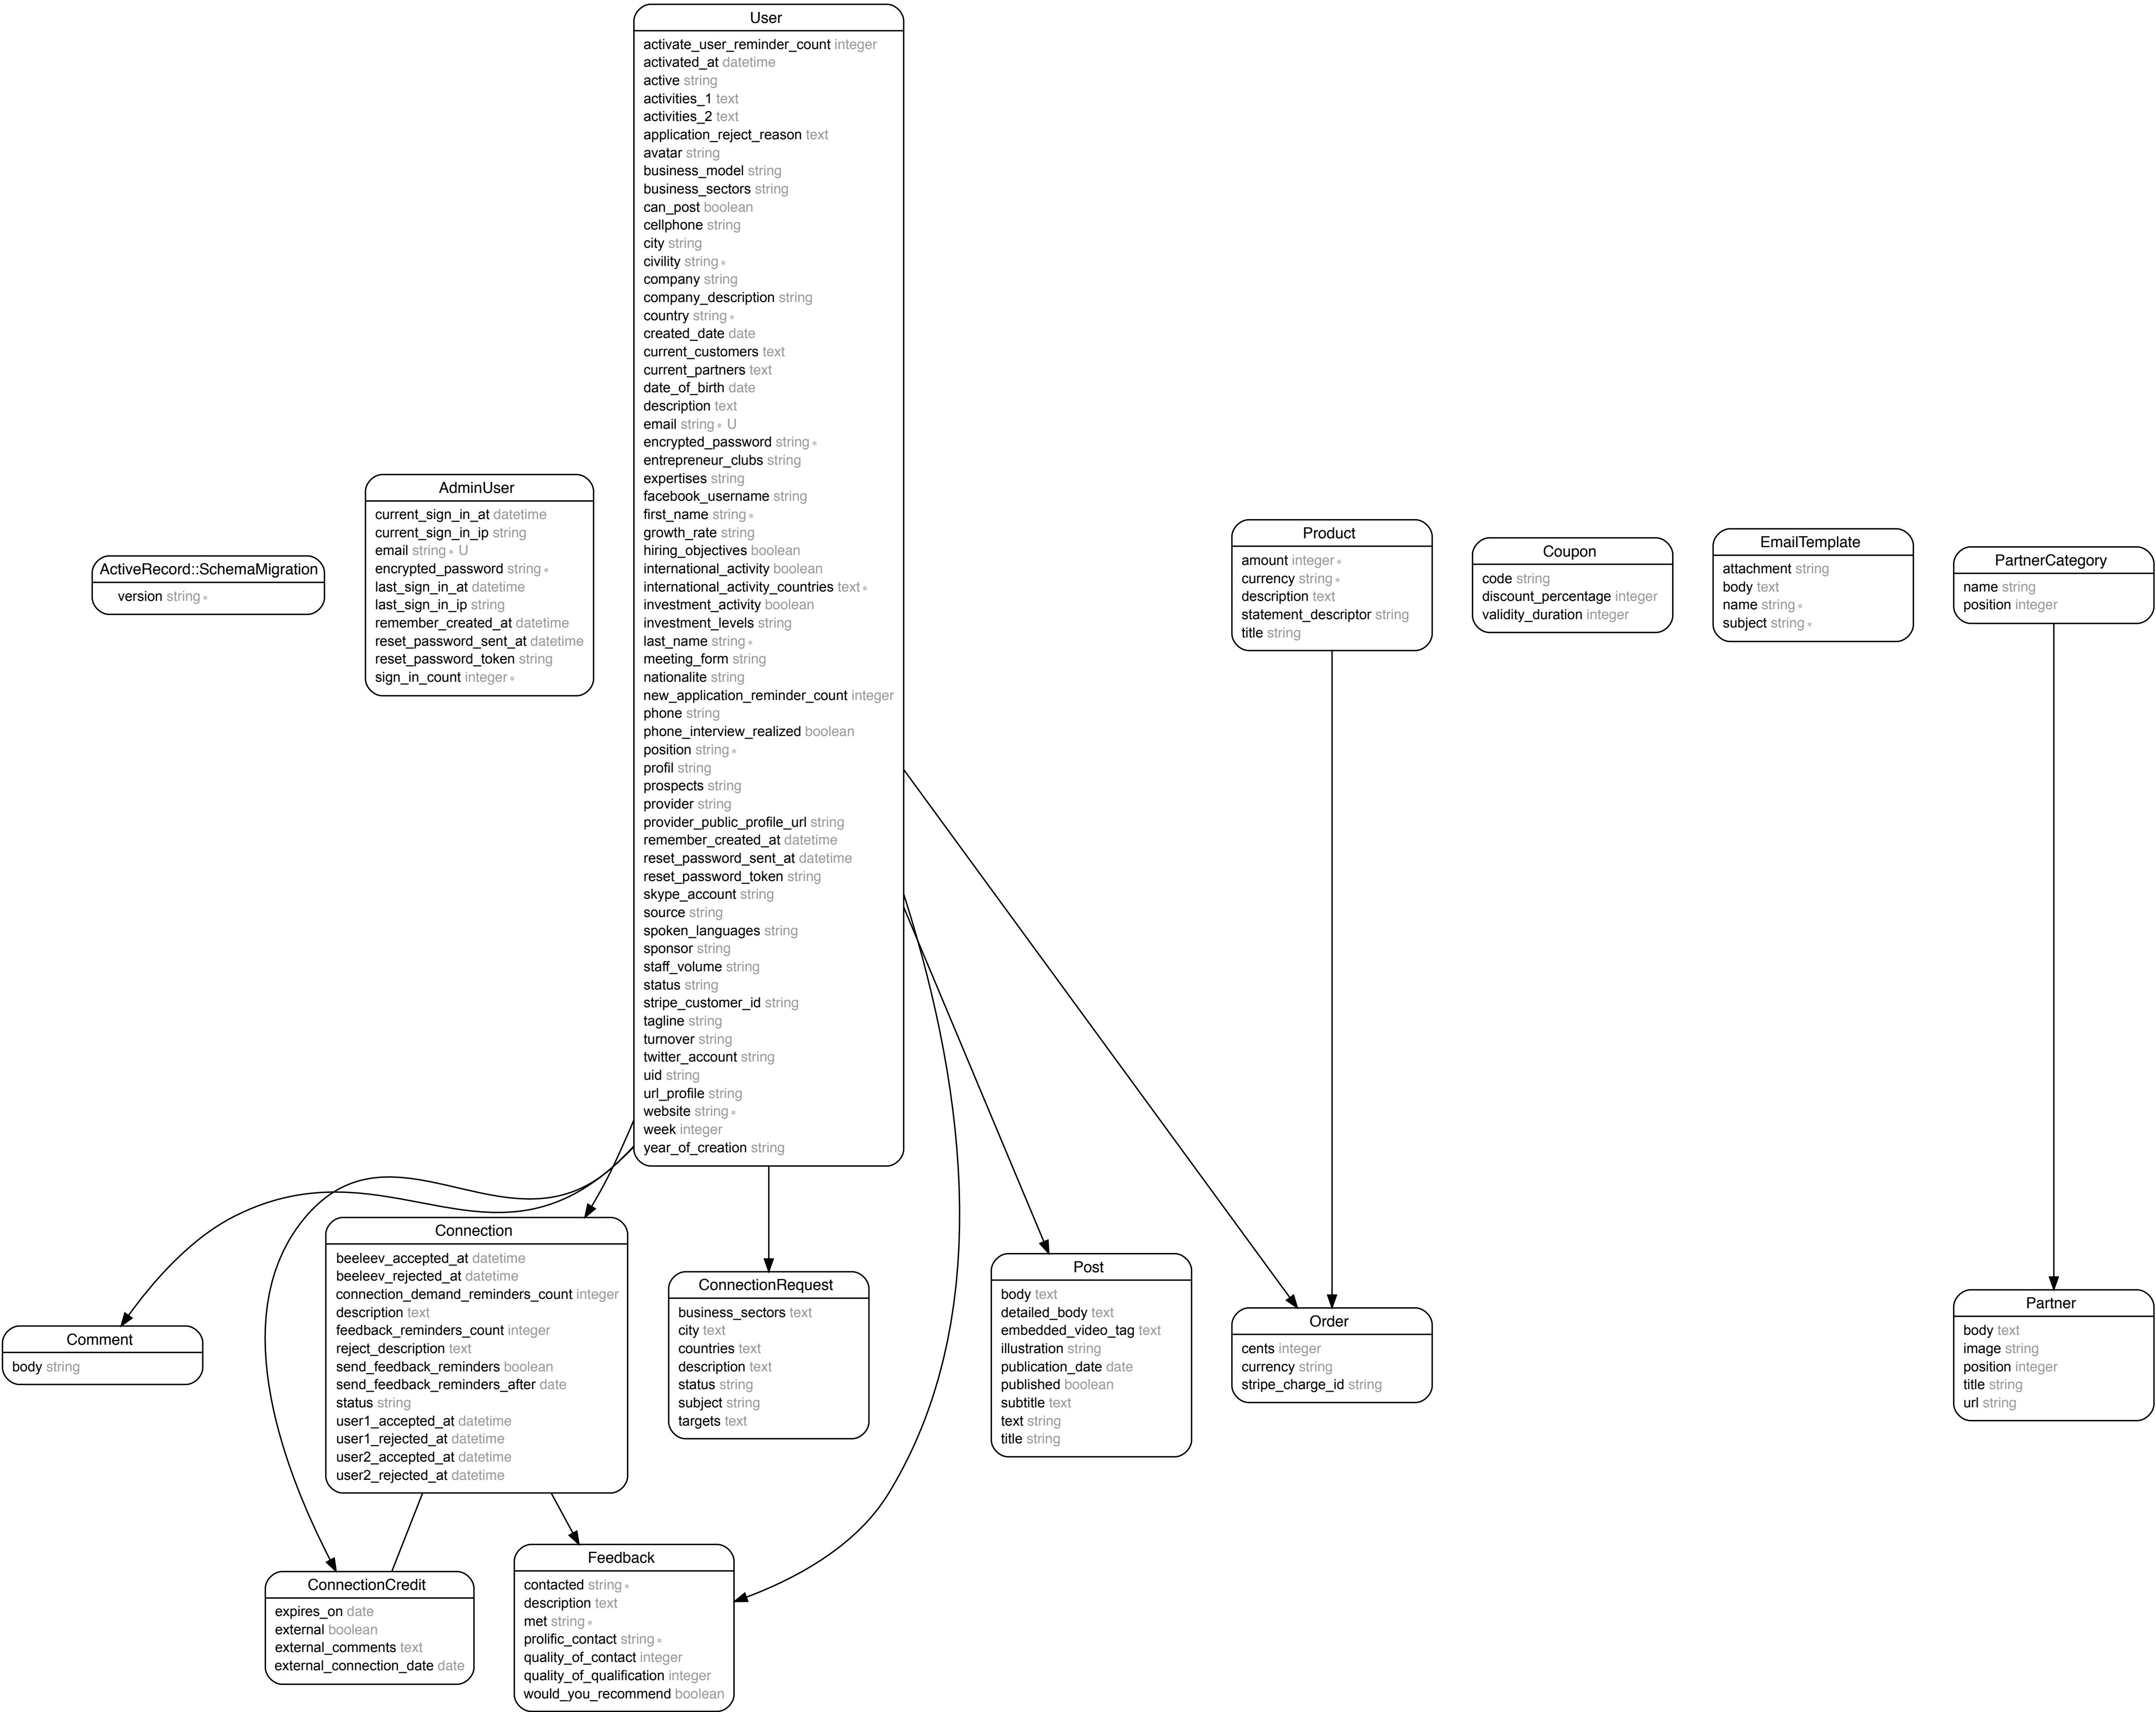 User
activate_user_reminder_count integer
activated_at datetime
active string
activities_1 text
activities_2 text
application_reject_reason text
avatar string
business_model string
business_sectors string
can_post boolean
cellphone string
city string
civility string *
company string
company_description string
country string *
created_date date
current_customers text
current_partners text
date_of_birth date
description text
email string * U
encrypted_password string *
entrepreneur_clubs string
expertises string
facebook_username string
first_name string *
growth_rate string
hiring_objectives boolean
international_activity boolean
international_activity_countries text *
investment_activity boolean
investment_levels string
last_name string *
meeting_form string
nationalite string
new_application_reminder_count integer
phone string
phone_interview_realized boolean
position string *
profil string
prospects string
provider string
provider_public_profile_url string
remember_created_at datetime
reset_password_sent_at datetime
reset_password_token string
skype_account string
source string
spoken_languages string
sponsor string
staff_volume string
status string
stripe_customer_id string
tagline string
turnover string
twitter_account string
uid string
url_profile string
website string *
week integer
year_of_creation string
ActiveRecord::SchemaMigration
version string *
AdminUser
current_sign_in_at datetime
current_sign_in_ip string
email string * U
encrypted_password string *
last_sign_in_at datetime
last_sign_in_ip string
remember_created_at datetime
reset_password_sent_at datetime
reset_password_token string
sign_in_count integer *
Product
amount integer *
currency string *
description text
statement_descriptor string
title string
Coupon
code string
discount_percentage integer
validity_duration integer
EmailTemplate
attachment string
body text
name string *
subject string *
PartnerCategory
name string
position integer
Comment
body string
Connection
beeleev_accepted_at datetime
beeleev_rejected_at datetime
connection_demand_reminders_count integer
description text
feedback_reminders_count integer
reject_description text
send_feedback_reminders boolean
send_feedback_reminders_after date
status string
user1_accepted_at datetime
user1_rejected_at datetime
user2_accepted_at datetime
user2_rejected_at datetime
ConnectionRequest
business_sectors text
city text
countries text
description text
status string
subject string
targets text
Post
body text
detailed_body text
embedded_video_tag text
illustration string
publication_date date
published boolean
subtitle text
text string
title string
Order
cents integer
currency string
stripe_charge_id string
Partner
body text
image string
position integer
title string
url string
ConnectionCredit
expires_on date
external boolean
external_comments text
external_connection_date date
Feedback
contacted string *
description text
met string *
prolific_contact string *
quality_of_contact integer
quality_of_qualification integer
would_you_recommend boolean